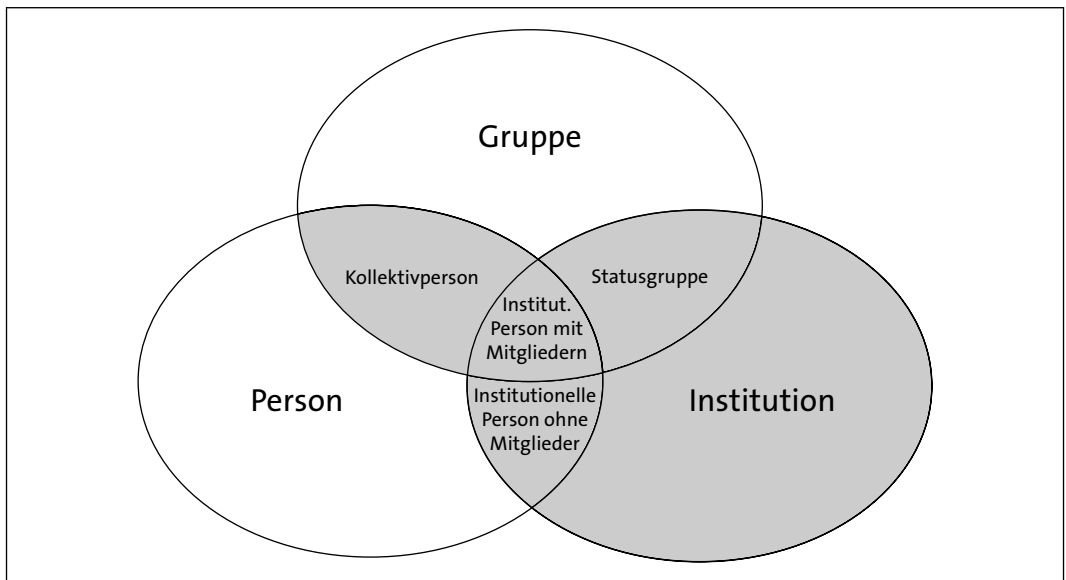 Gruppe
Kollektivperson
Statusgruppe
Institut.
Person mit
Mitgliedern
Person
Institutionelle
Person ohne
Mitglieder
Institution